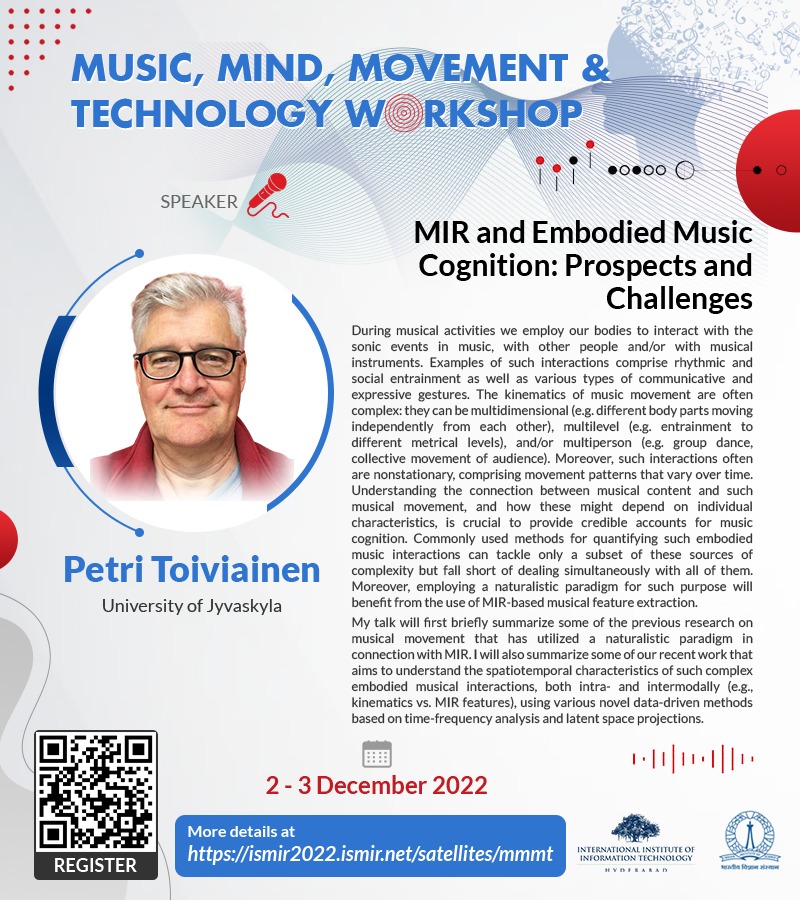 MUSIC, MIND, MOVEMENT &
TECHNOLOGY WORKSHOP
SPEAKER
MIR and Embodied Music
Cognition: Prospects and
Challenges
During musical activities we employ our bodies to interact with the
sonic events in music, with other people and/or with musical
instruments. Examples of such interactions comprise rhythmic and
social entrainment as well as various types of communicative and
expressive gestures. The kinematics of music movement are often
complex: they can be multidimensional (e.g. different body parts moving
independently from each other), multilevel (e.g. entrainment to
different metrical levels), and/or multiperson (e.g. group dance,
collective movement of audience). Moreover, such interactions often
are nonstationary, comprising movement patterns that vary over time.
Understanding the connection between musical content and such
musical movement, and how these might depend on individual
characteristics, is crucial to provide credible accounts for music
cognition. Commonly used methods for quantifying such embodied
music interactions can tackle only a subset of these sources of
complexity but fall short of dealing simultaneously with all of them.
Moreover, employing a naturalistic paradigm for such purpose will
benefit from the use of MIR-based musical feature extraction.
My talk will first briefly summarize some of the previous research on
musical movement that has utilized a naturalistic paradigm in
connection with MIR. I will also summarize some of our recent work that
aims to understand the spatiotemporal characteristics of such complex
embodied musical interactions, both intra- and intermodally (e.g.,
kinematics vs. MIR features), using various novel data-driven methods
based on time-frequency analysis and latent space projections.
Petri Toiviainen
University of Jyvaskyla
2 - 3 December 2022
REGISTER
More details at
https://ismir2022.ismir.net/satellites/mmmt
INTERNATIONAL INSTITUTE OF
INFORMATION TECHNOLOGY
HYDERABAD
भारतीय विज्ञान संस्थान